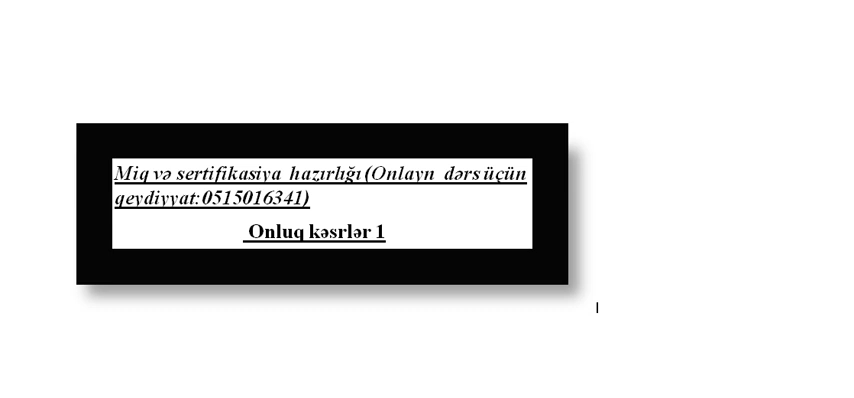 Miq və sertifikasiya hazırlığı (Onlayn dərs üçün
qeydiyyat:0515016341)
Onluq kəsrlər 1